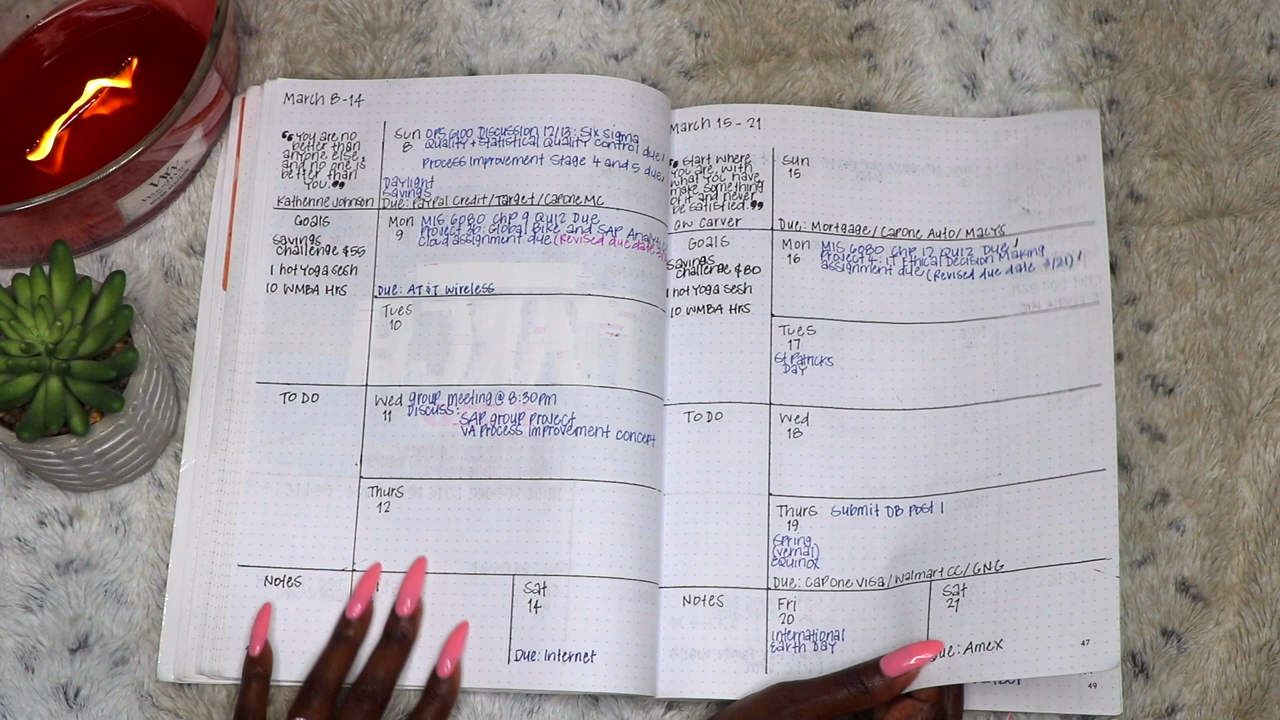 March 8-14
"You are no
better than
anyone else,
and no one is
better than
you."
Katherine Johnson
Sun OPS 6100 Discussion 12/13: Six Sigma
8 Quality + Statistical Quality Control due!
Process Improvement Stage 4 and 5 due
Daylight
Savings
Due: PayPal Credit/Target/CapOne MC
Goals
Savings
challenge $55
1 hot Yoga sesh
10 WMBA Hrs
Mon MIS 6080 Chp 9 Quiz Due
9 Project 3b: Global Bike and SAP
Cloud assignment due (Revised due date
Due: AT&T Wireless
Tues
10
TO DO
Wed group meeting @ 8:30pm
11 Discuss:
SAP group project
VA Process Improvement concept
Thurs
12
Notes
Sat
14
Due: Internet
March 15-21
"Start where
you are, with
what you have
make something
of it and never
be satisfied."
GW Carver
Sun
15
Due: Mortgage/CapOne Auto/Macys
Goals
Savings
challenge $80
1 hot Yoga sesh
10 WMBA Hrs
Mon MIS 6080 Chp 12 Quiz Due!
16 Project 4: IT Ethical Decision Making
assignment due (Revised due date /21)!
Tues
17
St Patricks
Day
TO DO
Wed
18
Thurs Submit DB Post 1
19
Spring
(vernal)
Equinox
Due: CapOne Visa/Walmart CC/GNG
Notes
Fri
20
International
Earth Day
Sat
21
Due: Amex
47
49